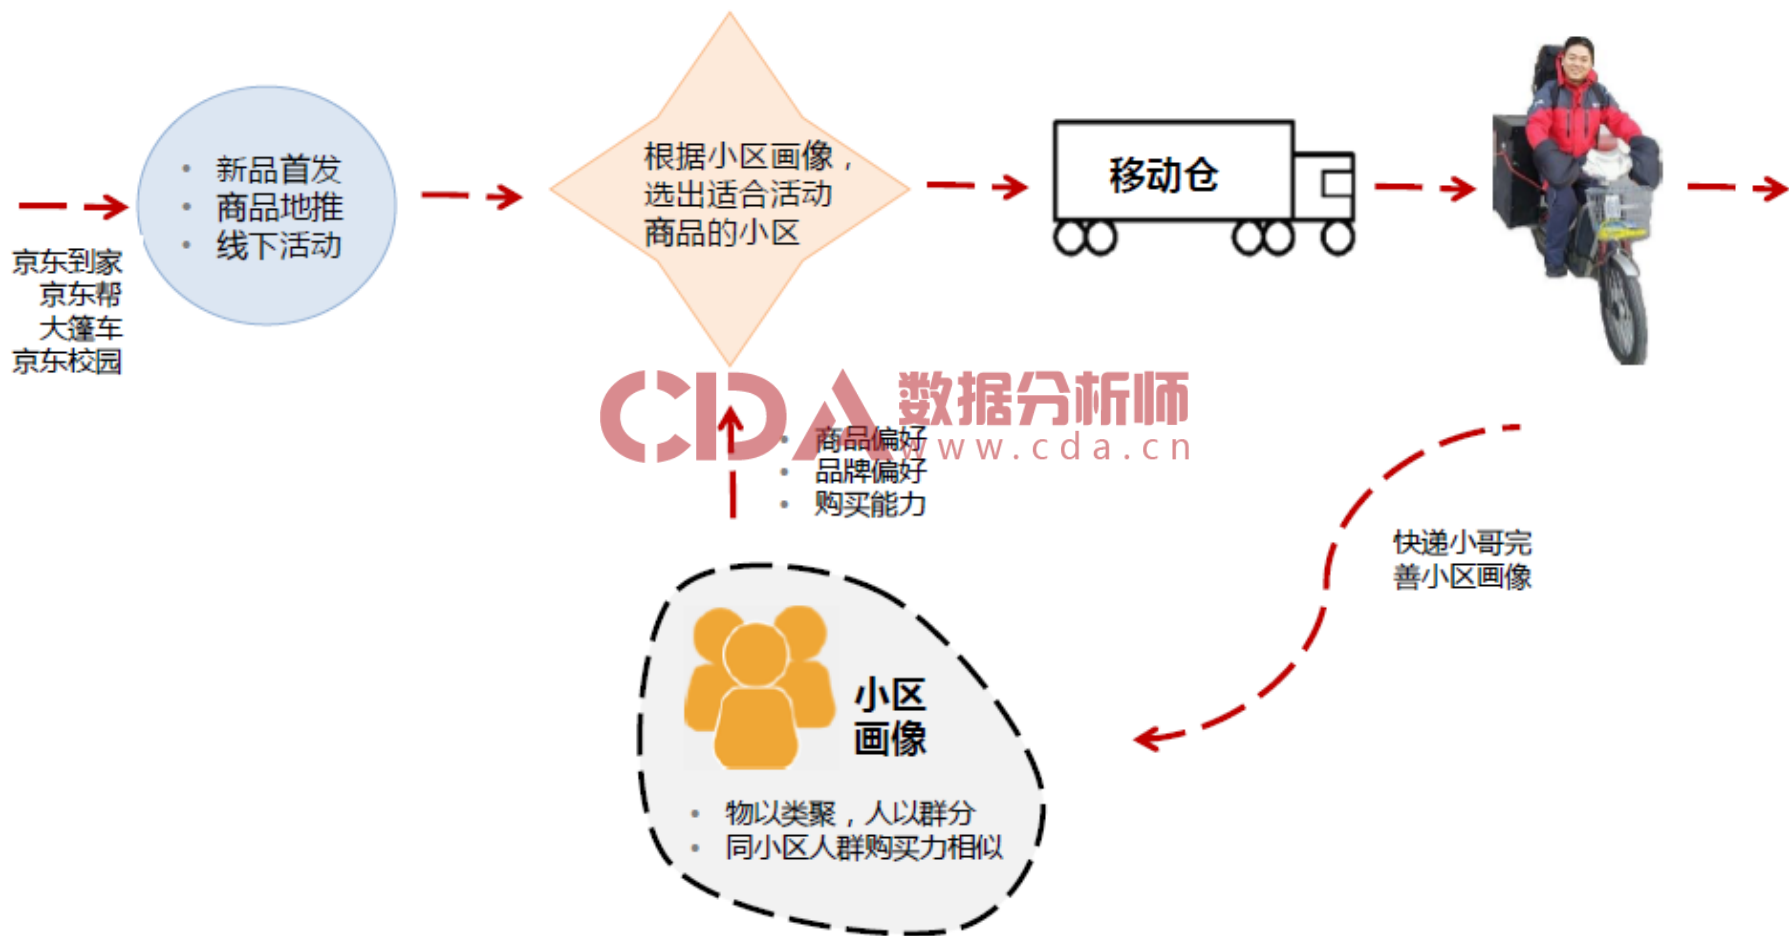 新品首发
商品地推
线下活动
京东到家
京东帮
大篷车
京东校园
根据小区画像，
选出适合活动
商品的小区
移动仓
CDA数据分析师
www.cda.cn
商品偏好
品牌偏好
购买能力
快递小哥完
善小区画像
小区
画像
物以类聚，人以群分
同小区人群购买力相似